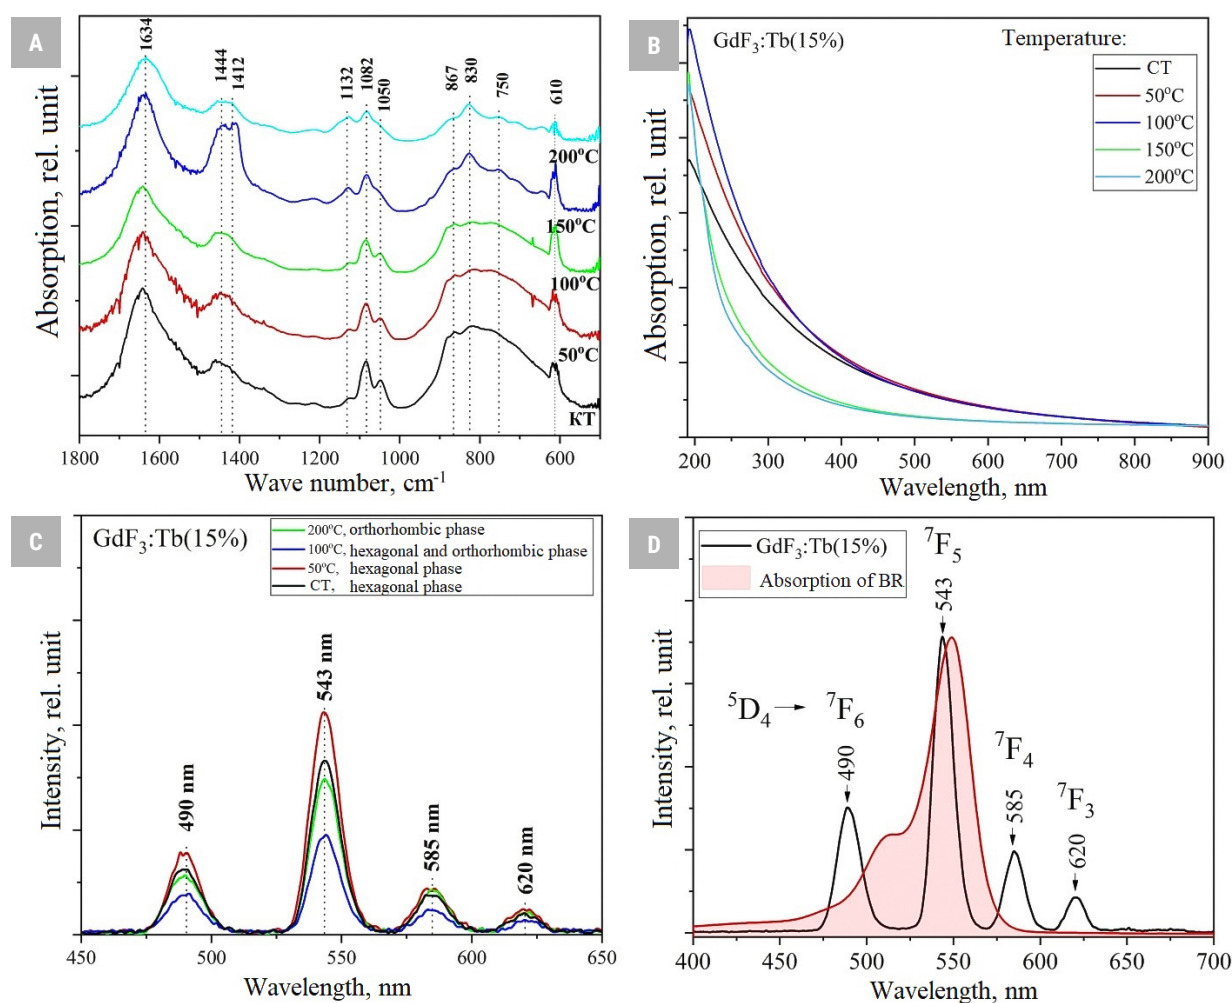 A
1634
1444
1412
1132
1082
1050
867
830
750
610
200°C
150°C
100°C
50°C
KT
Absorption, rel. unit
1800 1600 1400 1200 1000 800 600
Wave number, cm-1
B
GdF3:Tb(15%)
Temperature:
CT
50°C
100°C
150°C
200°C
Absorption, rel. unit
200 300 400 500 600 700 800 900
Wavelength, nm
C
GdF3:Tb(15%)
200°C, orthorhombic phase
100°C, hexagonal and orthorhombic phase
50°C, hexagonal phase
CT, hexagonal phase
490 nm
543 nm
585 nm
620 nm
Intensity, rel. unit
450 500 550 600 650
Wavelength, nm
D
GdF3:Tb(15%)
Absorption of BR
7F5
543
5D4 → 7F6
490
7F4
585
7F3
620
Intensity, rel. unit
400 450 500 550 600 650 700
Wavelength, nm